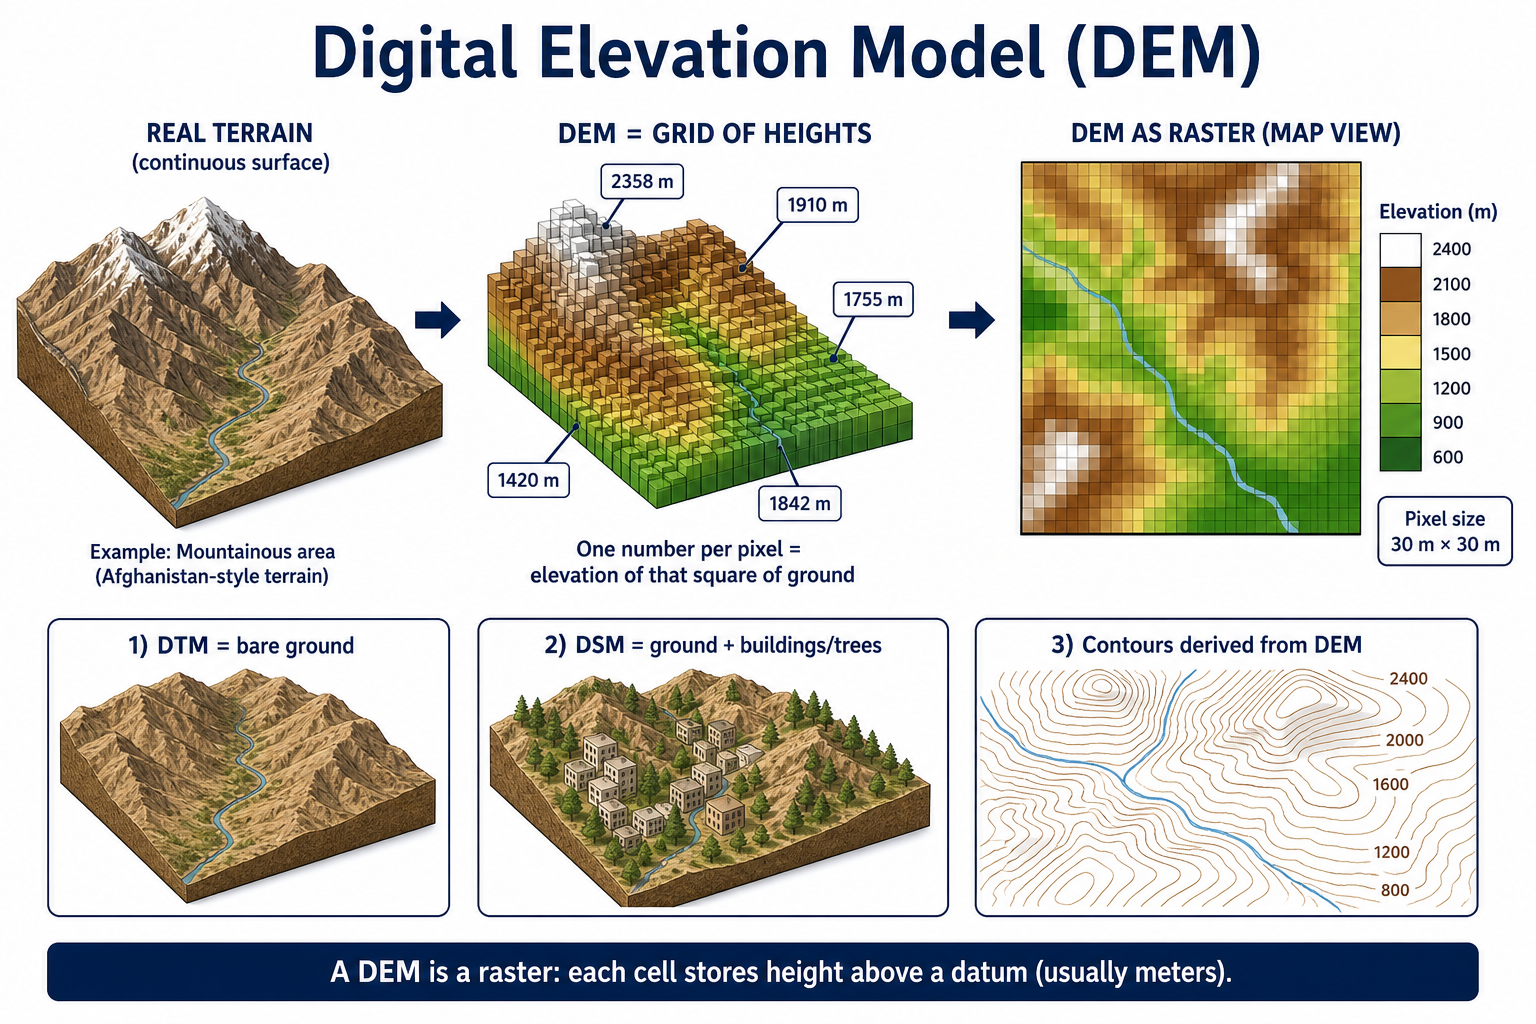 Digital Elevation Model (DEM)
REAL TERRAIN
(continuous surface)
DEM = GRID OF HEIGHTS
DEM AS RASTER (MAP VIEW)
2358 m
1910 m
1755 m
1420 m
1842 m
Elevation (m)
2400
2100
1800
1500
1200
900
600
Pixel size
30 m × 30 m
Example: Mountainous area
(Afghanistan-style terrain)
One number per pixel =
elevation of that square of ground
1) DTM = bare ground
2) DSM = ground + buildings/trees
3) Contours derived from DEM
2400
2000
1600
1200
800
A DEM is a raster: each cell stores height above a datum (usually meters).